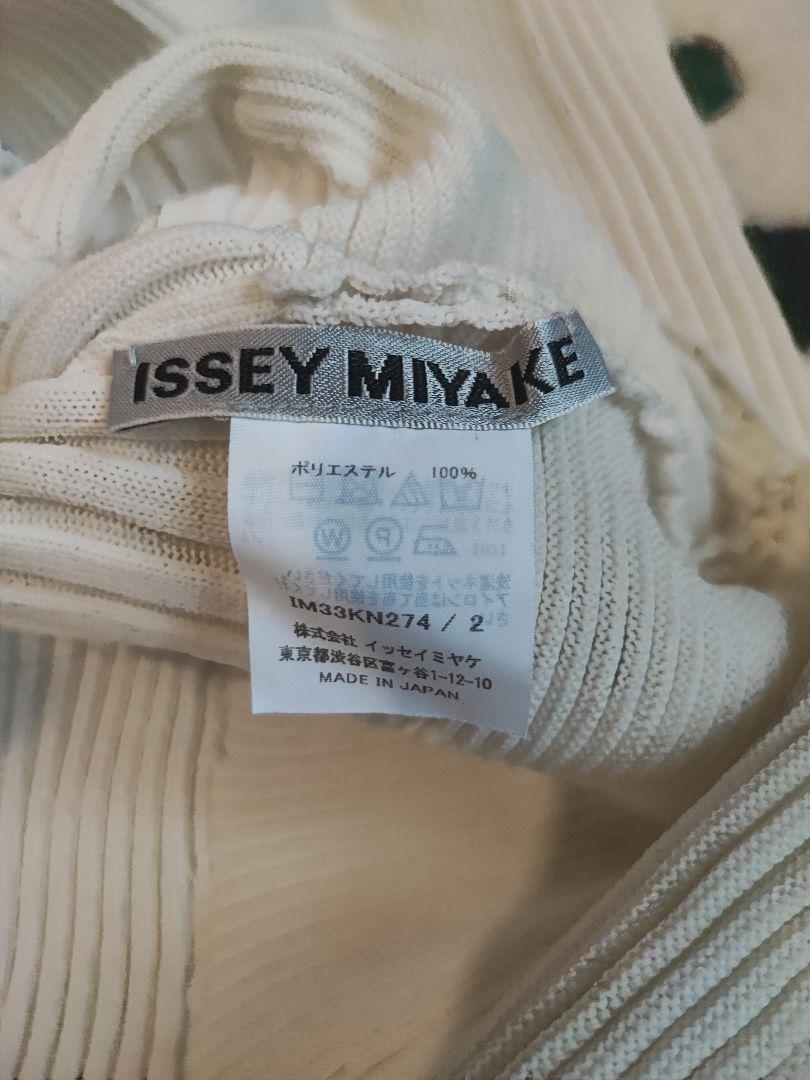 ISSEY MIYAKE
ポリエステル 100%
IM33KN274 / 2
株式会社 イッセイミヤケ
東京都渋谷区富ヶ谷1-12-10
MADE IN JAPAN